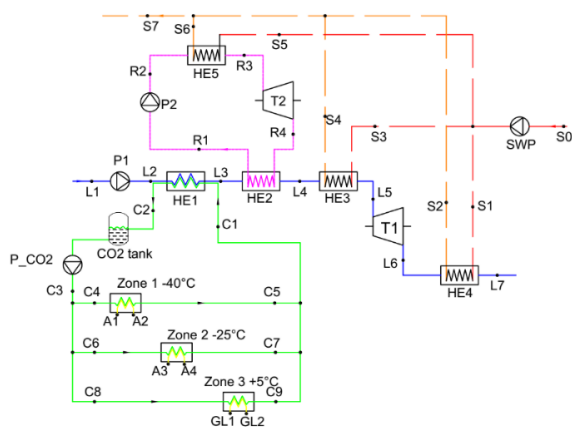 S7
S6
S5
R2
HE5
R3
P2
T2
R4
S4
S3
SWP
S0
R1
P1
L1
L2
HE1
L3
HE2
L4
HE3
L5
C2
C1
S2
S1
T1
CO2 tank
L6
HE4
L7
P_CO2
C3
Zone 1 -40°C
C4
C5
A1 A2
Zone 2 -25°C
C6
C7
A3 A4
Zone 3 +5°C
C8
C9
GL1 GL2